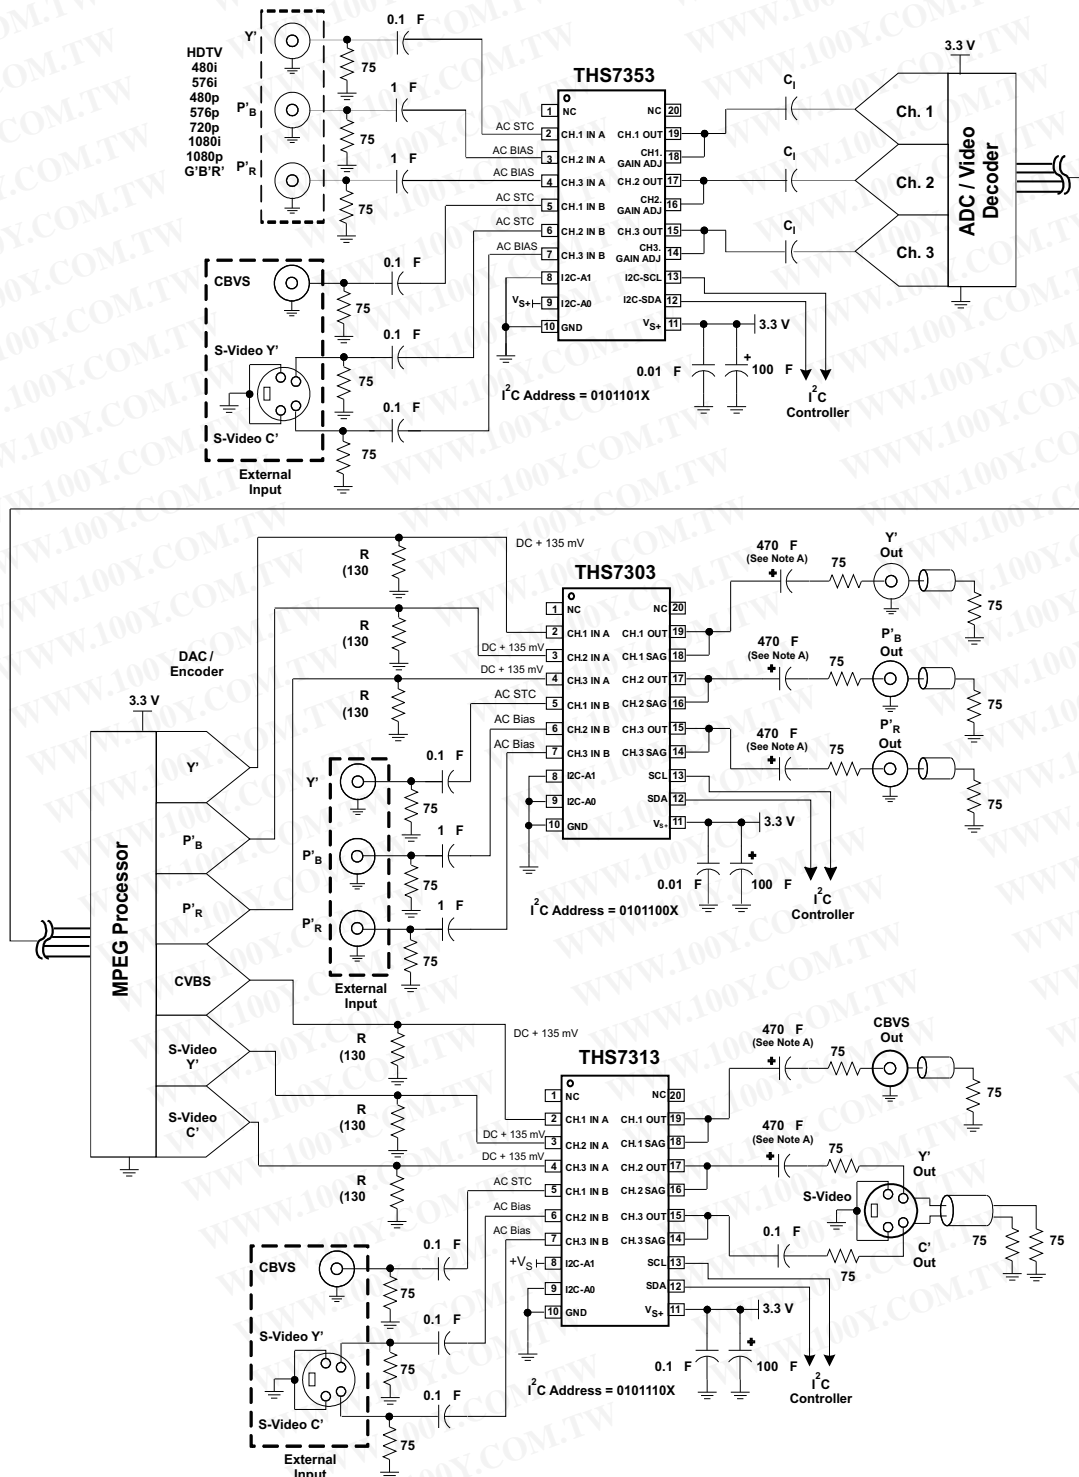 HDTV
480i
576i
480p
576p
720p
1080i
1080p
G'B'R'
Y'
P'B
P'R
0.1 F
75
1 F
75
1 F
75
AC STC
AC BIAS
AC BIAS
AC STC
AC STC
AC BIAS
THS7353
1 NC
2 CH.1 IN A
3 CH.2 IN A
4 CH.3 IN A
5 CH.1 IN B
6 CH.2 IN B
7 CH.3 IN B
8 I2C-A1
9 I2C-A0
10 GND
NC 20
CH.1 OUT 19
CH1. GAIN ADJ 18
CH.2 OUT 17
CH2. GAIN ADJ 16
CH.3 OUT 15
CH3. GAIN ADJ 14
I2C-SCL 13
I2C-SDA 12
VS+ 11
VS+
CI
CI
CI
Ch. 1
Ch. 2
Ch. 3
3.3 V
ADC / Video
Decoder
3.3 V
0.01 F
+
100 F
I2C
Controller
I2C Address = 0101101X
CBVS
S-Video Y'
S-Video C'
0.1 F
75
0.1 F
75
0.1 F
75
External
Input
DAC /
Encoder
3.3 V
MPEG Processor
Y'
P'B
P'R
CVBS
S-Video
Y'
S-Video
C'
R
(130
R
(130
R
(130
DC + 135 mV
DC + 135 mV
DC + 135 mV
AC STC
AC Bias
AC Bias
THS7303
1 NC
2 CH.1 IN A
3 CH.2 IN A
4 CH.3 IN A
5 CH.1 IN B
6 CH.2 IN B
7 CH.3 IN B
8 I2C-A1
9 I2C-A0
10 GND
NC 20
CH.1 OUT 19
CH.1 SAG 18
CH.2 OUT 17
CH.2 SAG 16
CH.3 OUT 15
CH.3 SAG 14
SCL 13
SDA 12
VS+ 11
Y'
P'B
P'R
0.1 F
75
1 F
75
1 F
75
External
Input
470 F
(See Note A)
+
75
Y'
Out
75
470 F
(See Note A)
+
75
P'B
Out
75
470 F
(See Note A)
+
75
P'R
Out
75
3.3 V
0.01 F
+
100 F
I2C
Controller
I2C Address = 0101100X
R
(130
R
(130
R
(130
DC + 135 mV
DC + 135 mV
DC + 135 mV
AC STC
AC Bias
AC Bias
THS7313
1 NC
2 CH.1 IN A
3 CH.2 IN A
4 CH.3 IN A
5 CH.1 IN B
6 CH.2 IN B
7 CH.3 IN B
8 I2C-A1
9 I2C-A0
10 GND
NC 20
CH.1 OUT 19
CH.1 SAG 18
CH.2 OUT 17
CH.2 SAG 16
CH.3 OUT 15
CH.3 SAG 14
SCL 13
SDA 12
VS+ 11
+VS
CBVS
S-Video Y'
S-Video C'
0.1 F
75
0.1 F
75
0.1 F
75
External
Input
470 F
(See Note A)
+
75
CBVS
Out
75
470 F
(See Note A)
+
75
Y'
Out
S-Video
0.1 F
75
C'
Out
75
75
3.3 V
0.1 F
+
100 F
I2C
Controller
I2C Address = 0101110X
WWW.100Y.COM.TW